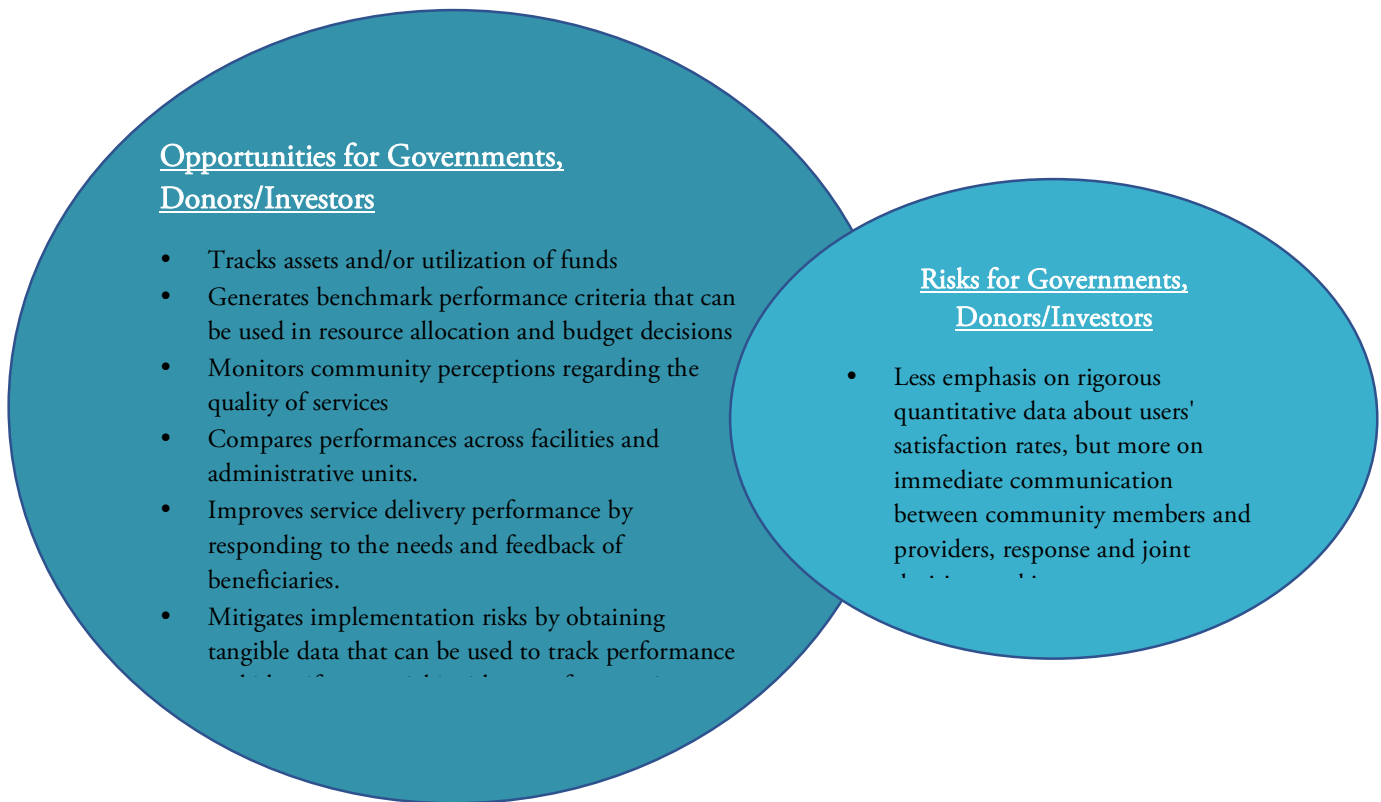 Opportunities for Governments,
Donors/Investors
• Tracks assets and/or utilization of funds
• Generates benchmark performance criteria that can
be used in resource allocation and budget decisions
• Monitors community perceptions regarding the
quality of services
• Compares performances across facilities and
administrative units.
• Improves service delivery performance by
responding to the needs and feedback of
beneficiaries.
• Mitigates implementation risks by obtaining
tangible data that can be used to track performance
Risks for Governments,
Donors/Investors
• Less emphasis on rigorous
quantitative data about users'
satisfaction rates, but more on
immediate communication
between community members and
providers, response and joint